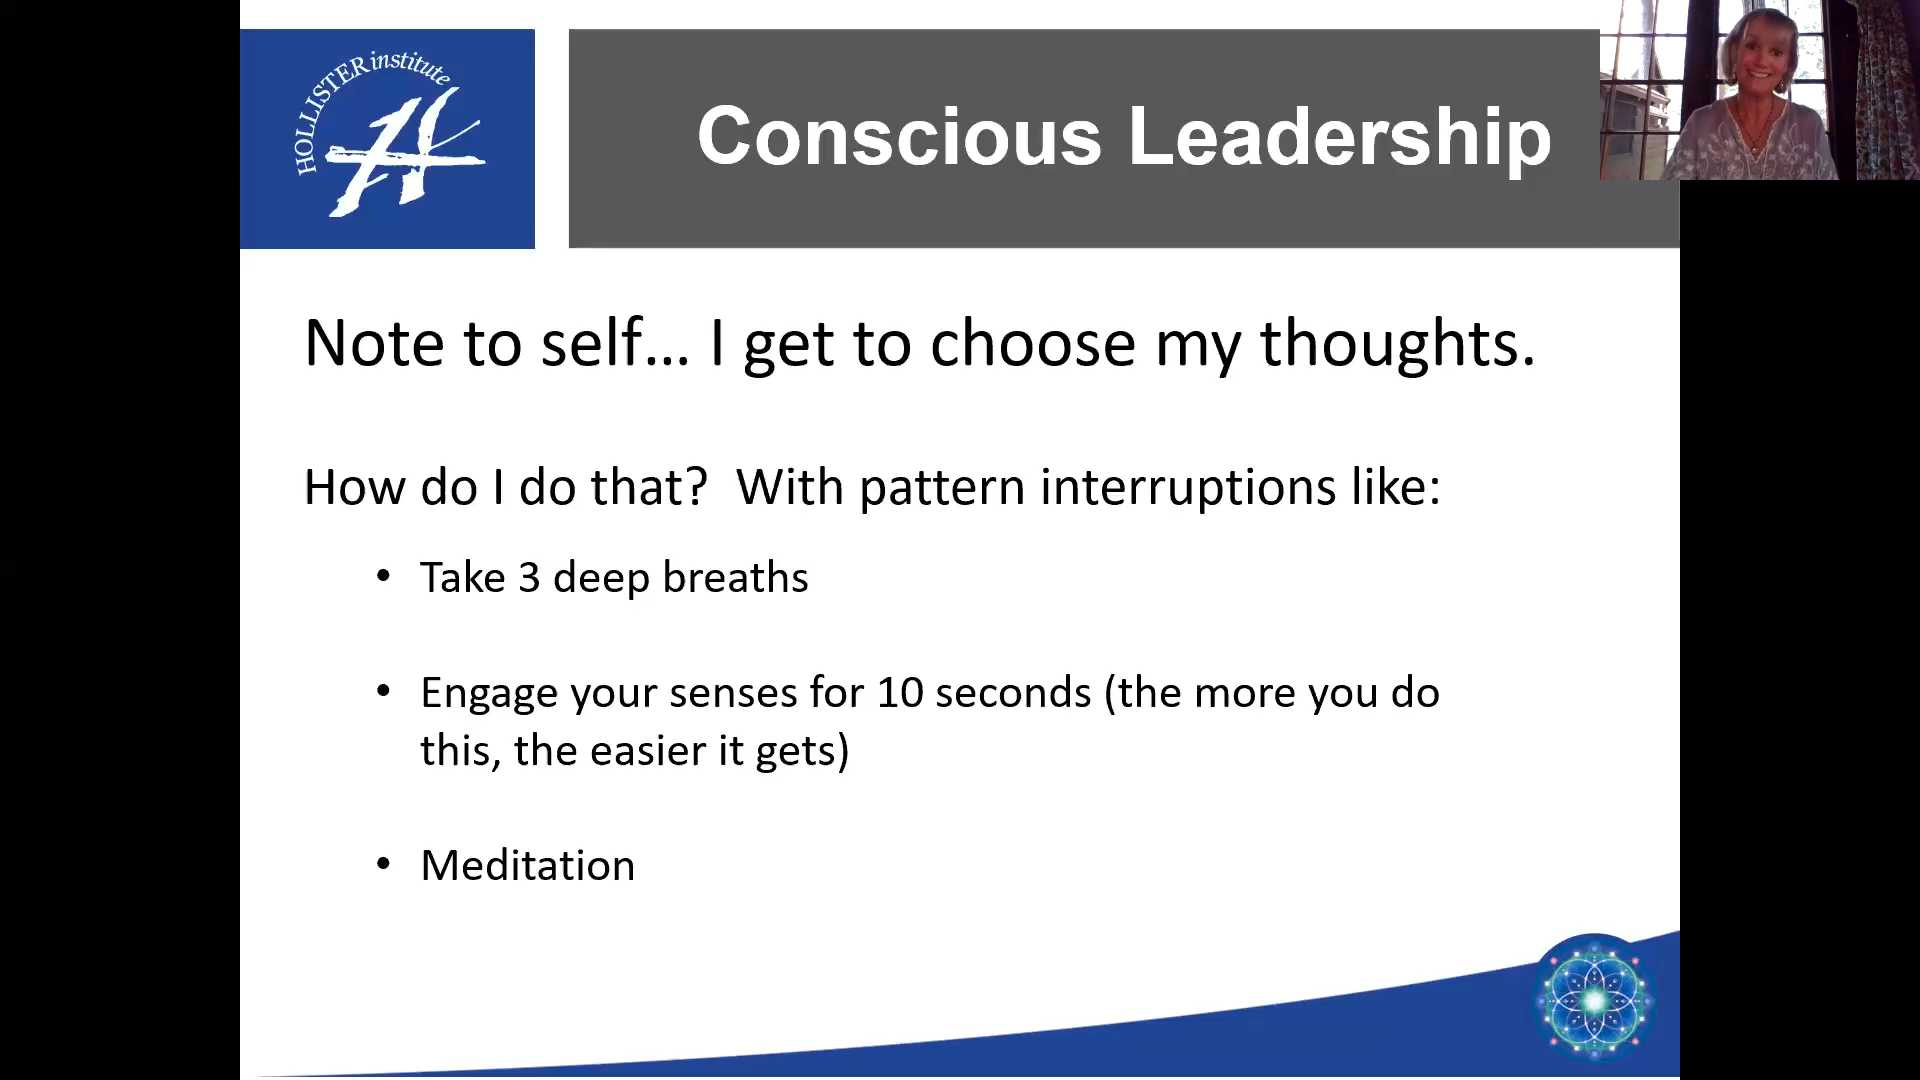 HOLLISTER institute
Conscious Leadership
Note to self... I get to choose my thoughts.
How do I do that?  With pattern interruptions like:
• Take 3 deep breaths
• Engage your senses for 10 seconds (the more you do
this, the easier it gets)
• Meditation